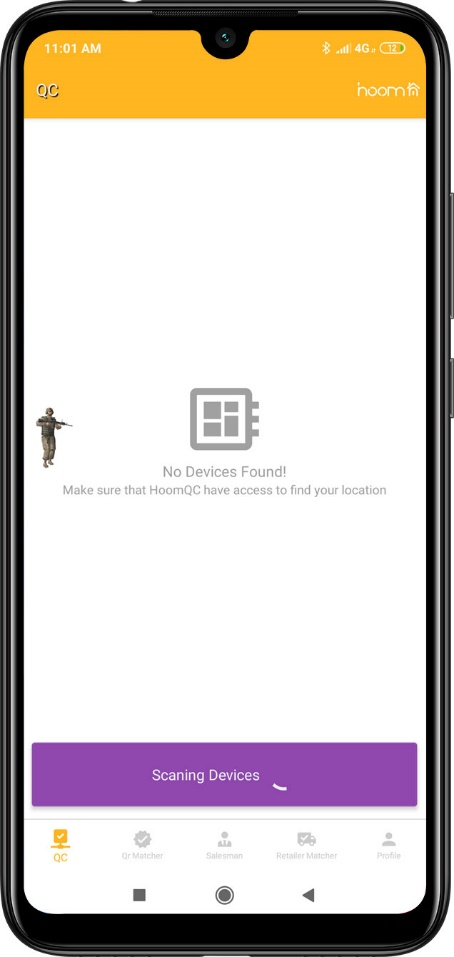 11:01 AM 4G 12
QC hoom
No Devices Found!
Make sure that HoomQC have access to find your location
Scaning Devices
QC Qr Matcher Salesman Retailer Matcher Profile